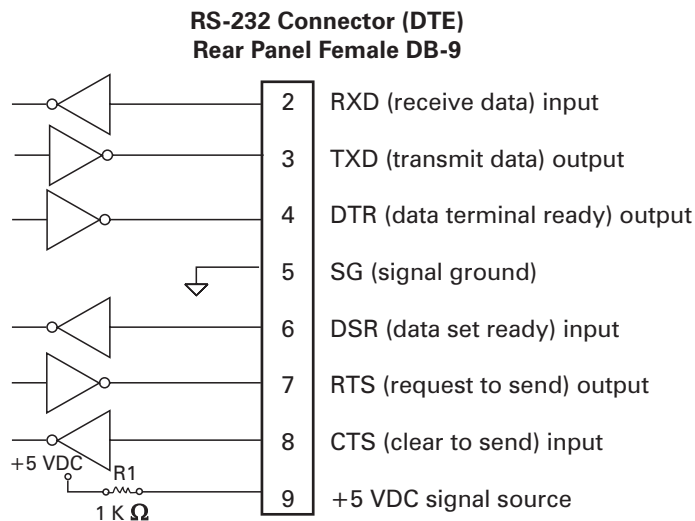 RS-232 Connector (DTE)
Rear Panel Female DB-9
2 RXD (receive data) input
3 TXD (transmit data) output
4 DTR (data terminal ready) output
5 SG (signal ground)
6 DSR (data set ready) input
7 RTS (request to send) output
8 CTS (clear to send) input
+5 VDC
R1
1 K Ω
9 +5 VDC signal source